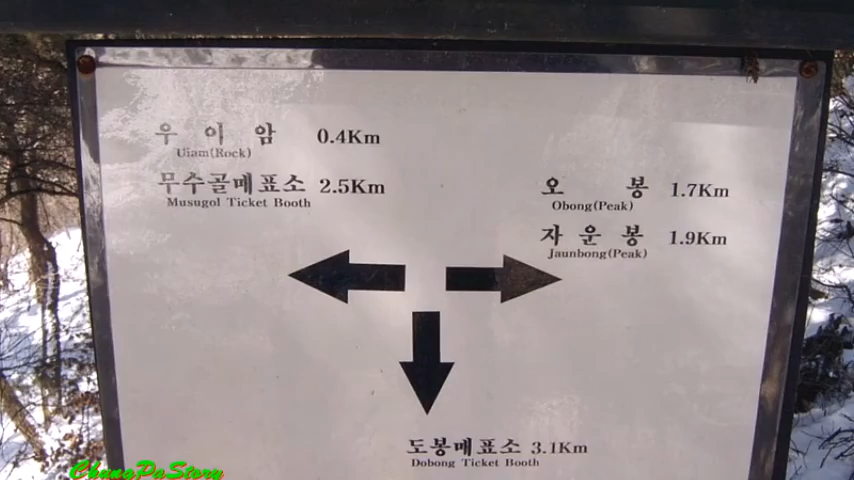 우 이 암 0.4Km
Uiam(Rock)
무수골매표소 2.5Km
Musugol Ticket Booth
오 봉 1.7Km
Obong(Peak)
자 운 봉 1.9Km
Jaunbong(Peak)
도봉매표소 3.1Km
Dobong Ticket Booth
ChungPaStory